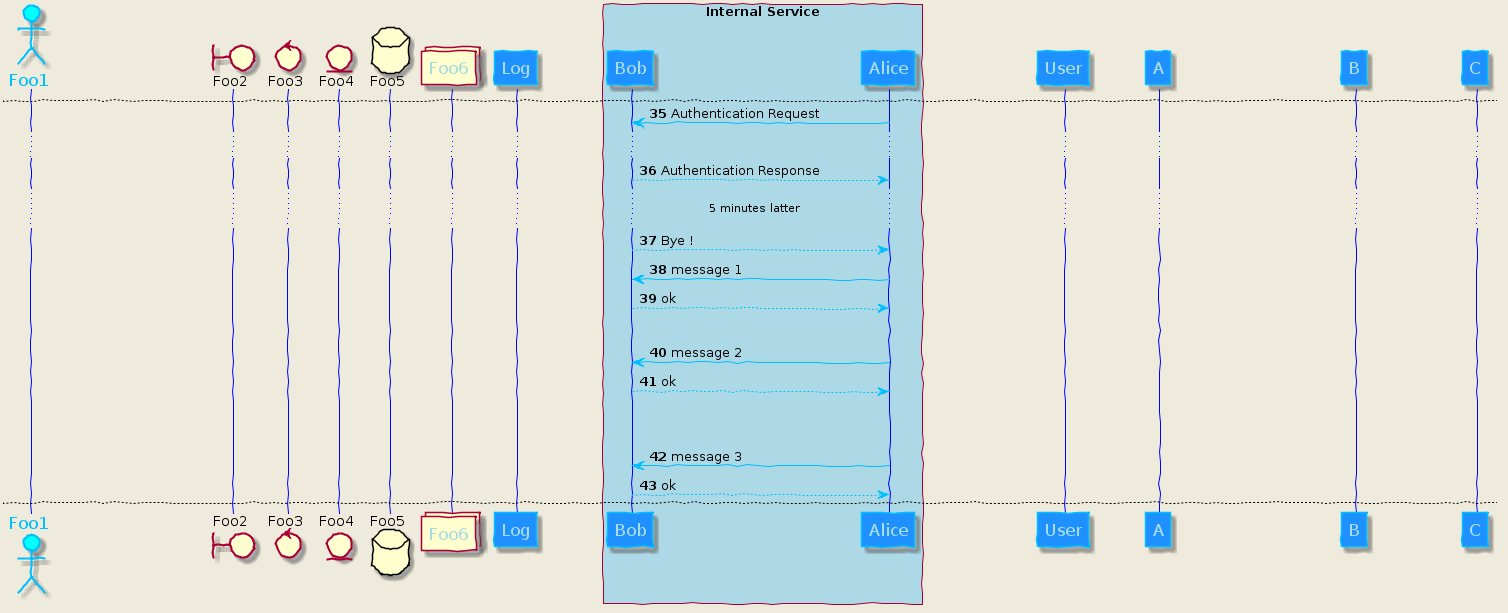 Internal Service
Foo1 Foo2 Foo3 Foo4 Foo5 Foo6 Log Bob Alice User A B C
35 Authentication Request
36 Authentication Response
5 minutes latter
37 Bye !
38 message 1
39 ok
40 message 2
41 ok
42 message 3
43 ok
Foo1 Foo2 Foo3 Foo4 Foo5 Foo6 Log Bob Alice User A B C